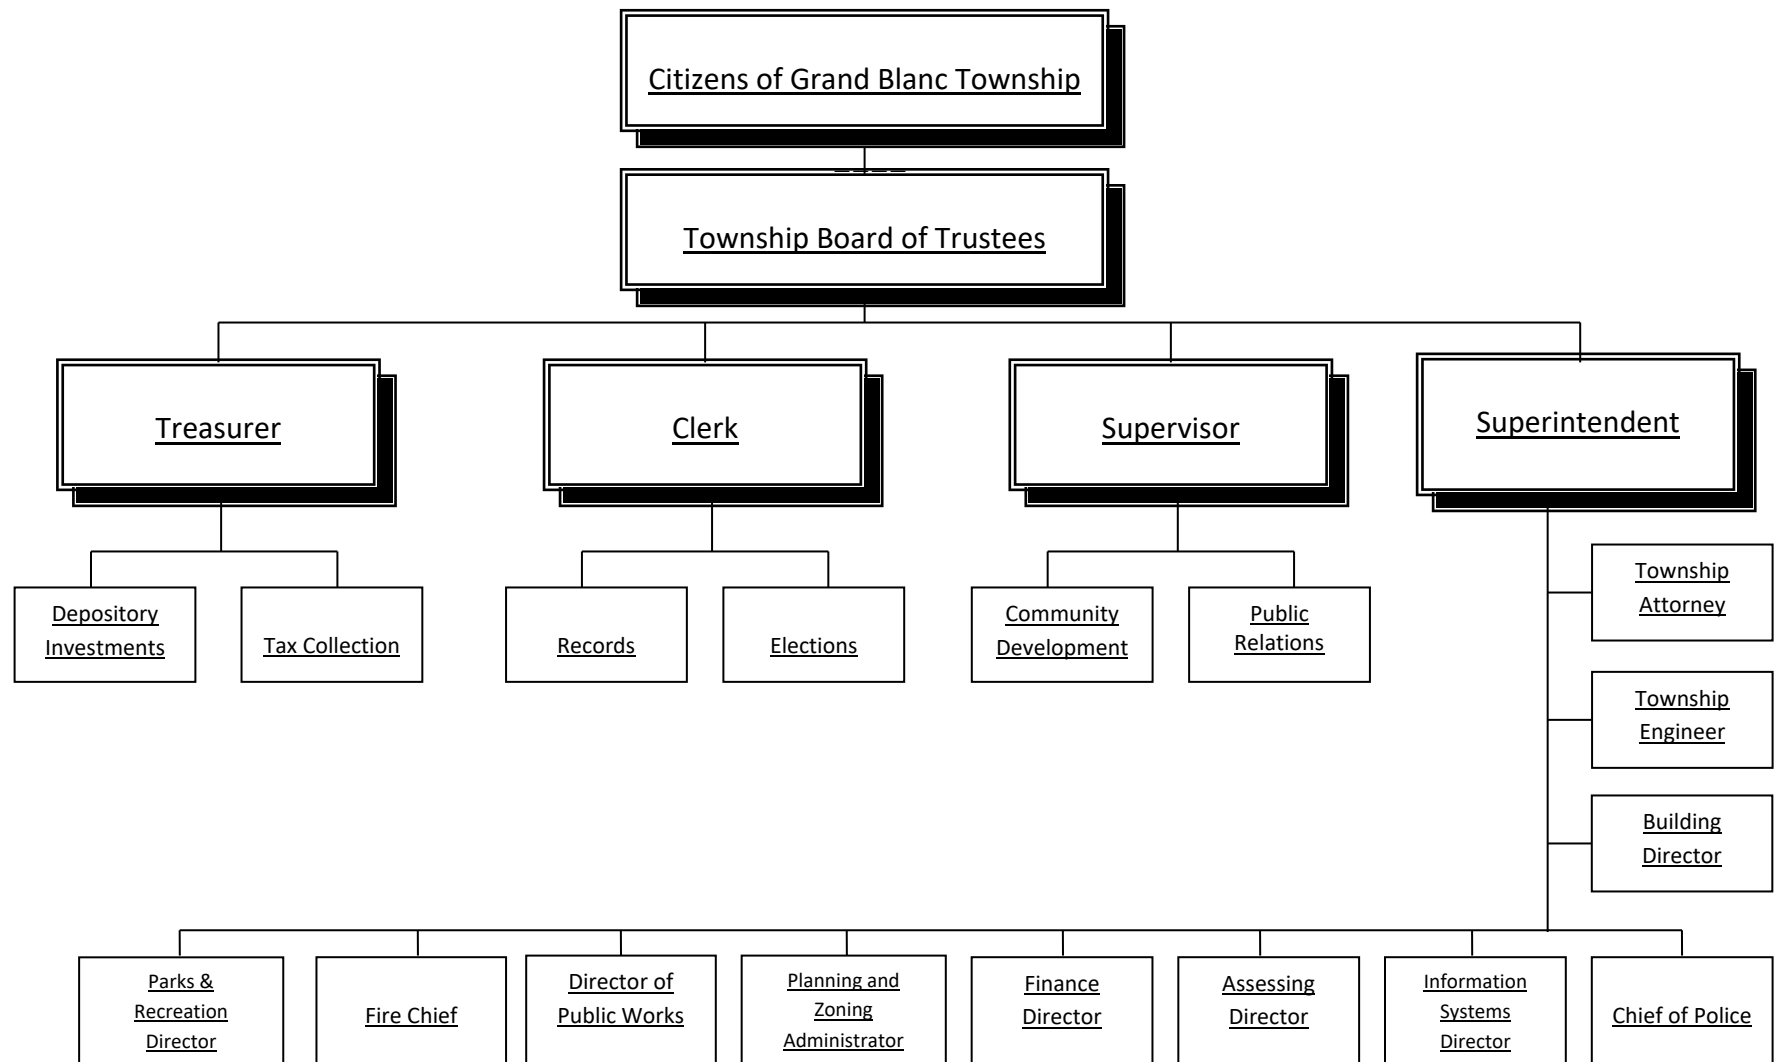 Citizens of Grand Blanc Township
Township Board of Trustees
Treasurer
Clerk
Supervisor
Superintendent
Depository
Investments
Tax Collection
Records
Elections
Community
Development
Public
Relations
Township
Attorney
Township
Engineer
Building
Director
Parks &
Recreation
Director
Fire Chief
Director of
Public Works
Planning and
Zoning
Administrator
Finance
Director
Assessing
Director
Information
Systems
Director
Chief of Police